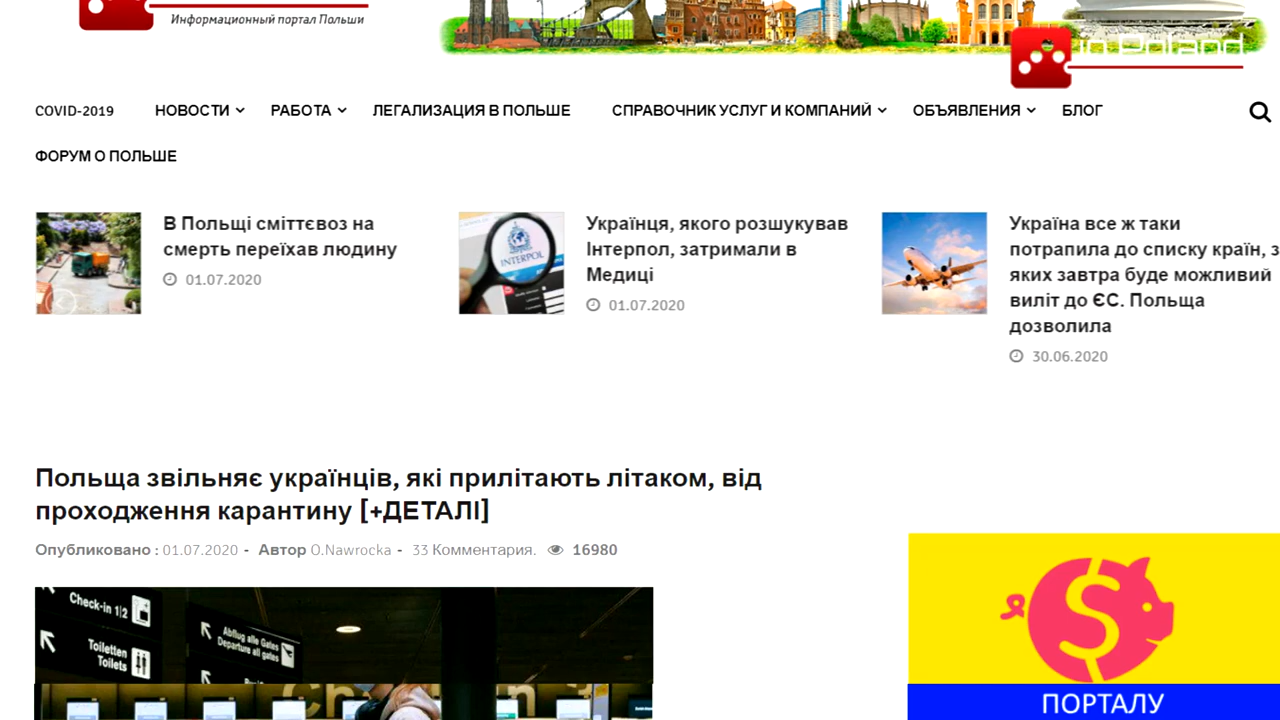 Информационный портал Польши
in Poland
COVID-2019 НОВОСТИ РАБОТА ЛЕГАЛИЗАЦИЯ В ПОЛЬШЕ СПРАВОЧНИК УСЛУГ И КОМПАНИЙ ОБЪЯВЛЕНИЯ БЛОГ
ФОРУМ О ПОЛЬШЕ
В Польщі сміттєвоз на
смерть переїхав людину
01.07.2020
INTERPOL
Українця, якого розшукував
Інтерпол, затримали в
Медиці
01.07.2020
Україна все ж таки
потрапила до списку країн, з
яких завтра буде можливий
виліт до ЄС. Польща
дозволила
30.06.2020
Польща звільняє українців, які прилітають літаком, від
проходження карантину [+ДЕТАЛІ]
Опубликовано : 01.07.2020 - Автор O.Nawrocka - 33 Комментария. 16980
Check-in 1|2
Toiletten
Toilets
Abflug alle Gates
Departure all gates
$
ПОРТАЛУ